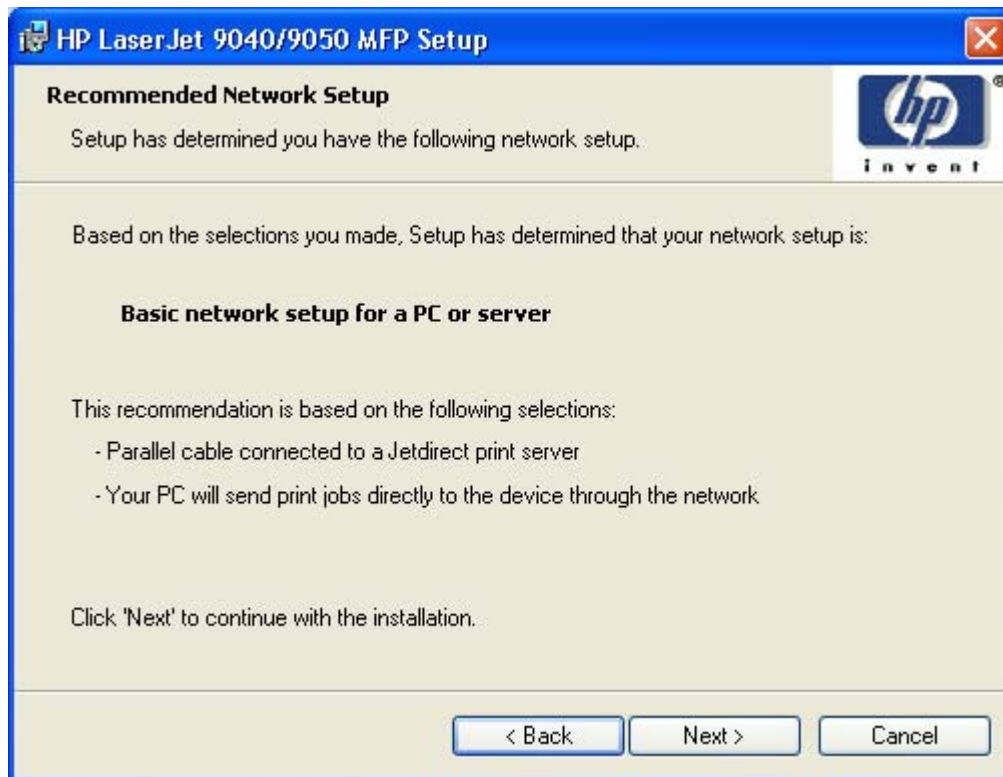 HP LaserJet 9040/9050 MFP Setup
Recommended Network Setup
Setup has determined you have the following network setup.
hp
®
invent
Based on the selections you made, Setup has determined that your network setup is:
Basic network setup for a PC or server
This recommendation is based on the following selections:
- Parallel cable connected to a Jetdirect print server
- Your PC will send print jobs directly to the device through the network
Click 'Next' to continue with the installation.
< Back
Next >
Cancel